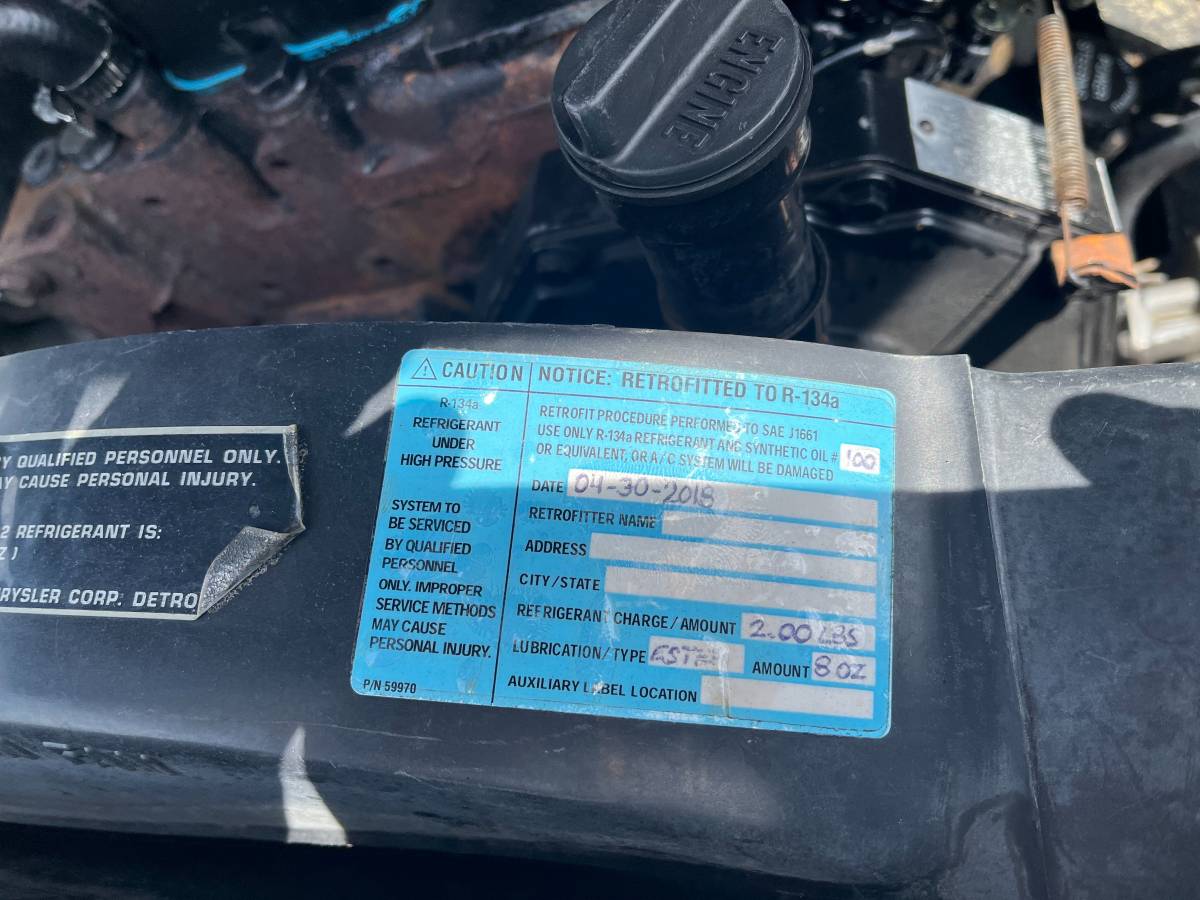 ENGINE
Y QUALIFIED PERSONNEL ONLY.
AY CAUSE PERSONAL INJURY.
2 REFRIGERANT IS:
Z)
RYSLER CORP. DETRO
CAUTION
R-134a
REFRIGERANT
UNDER
HIGH PRESSURE
SYSTEM TO
BE SERVICED
BY QUALIFIED
PERSONNEL
ONLY. IMPROPER
SERVICE METHODS
MAY CAUSE
PERSONAL INJURY.
P/N 59970
NOTICE: RETROFITTED TO R-134a
RETROFIT PROCEDURE PERFORMED TO SAE J1661
USE ONLY R-134a REFRIGERANT AND SYNTHETIC OIL # 100
OR EQUIVALENT, OR A/C SYSTEM WILL BE DAMAGED
DATE 04-30-2018
RETROFITTER NAME
ADDRESS
CITY/STATE
REFRIGERANT CHARGE/AMOUNT 2.00 LBS
LUBRICATION/TYPE ESTER AMOUNT 8 OZ
AUXILIARY LABEL LOCATION